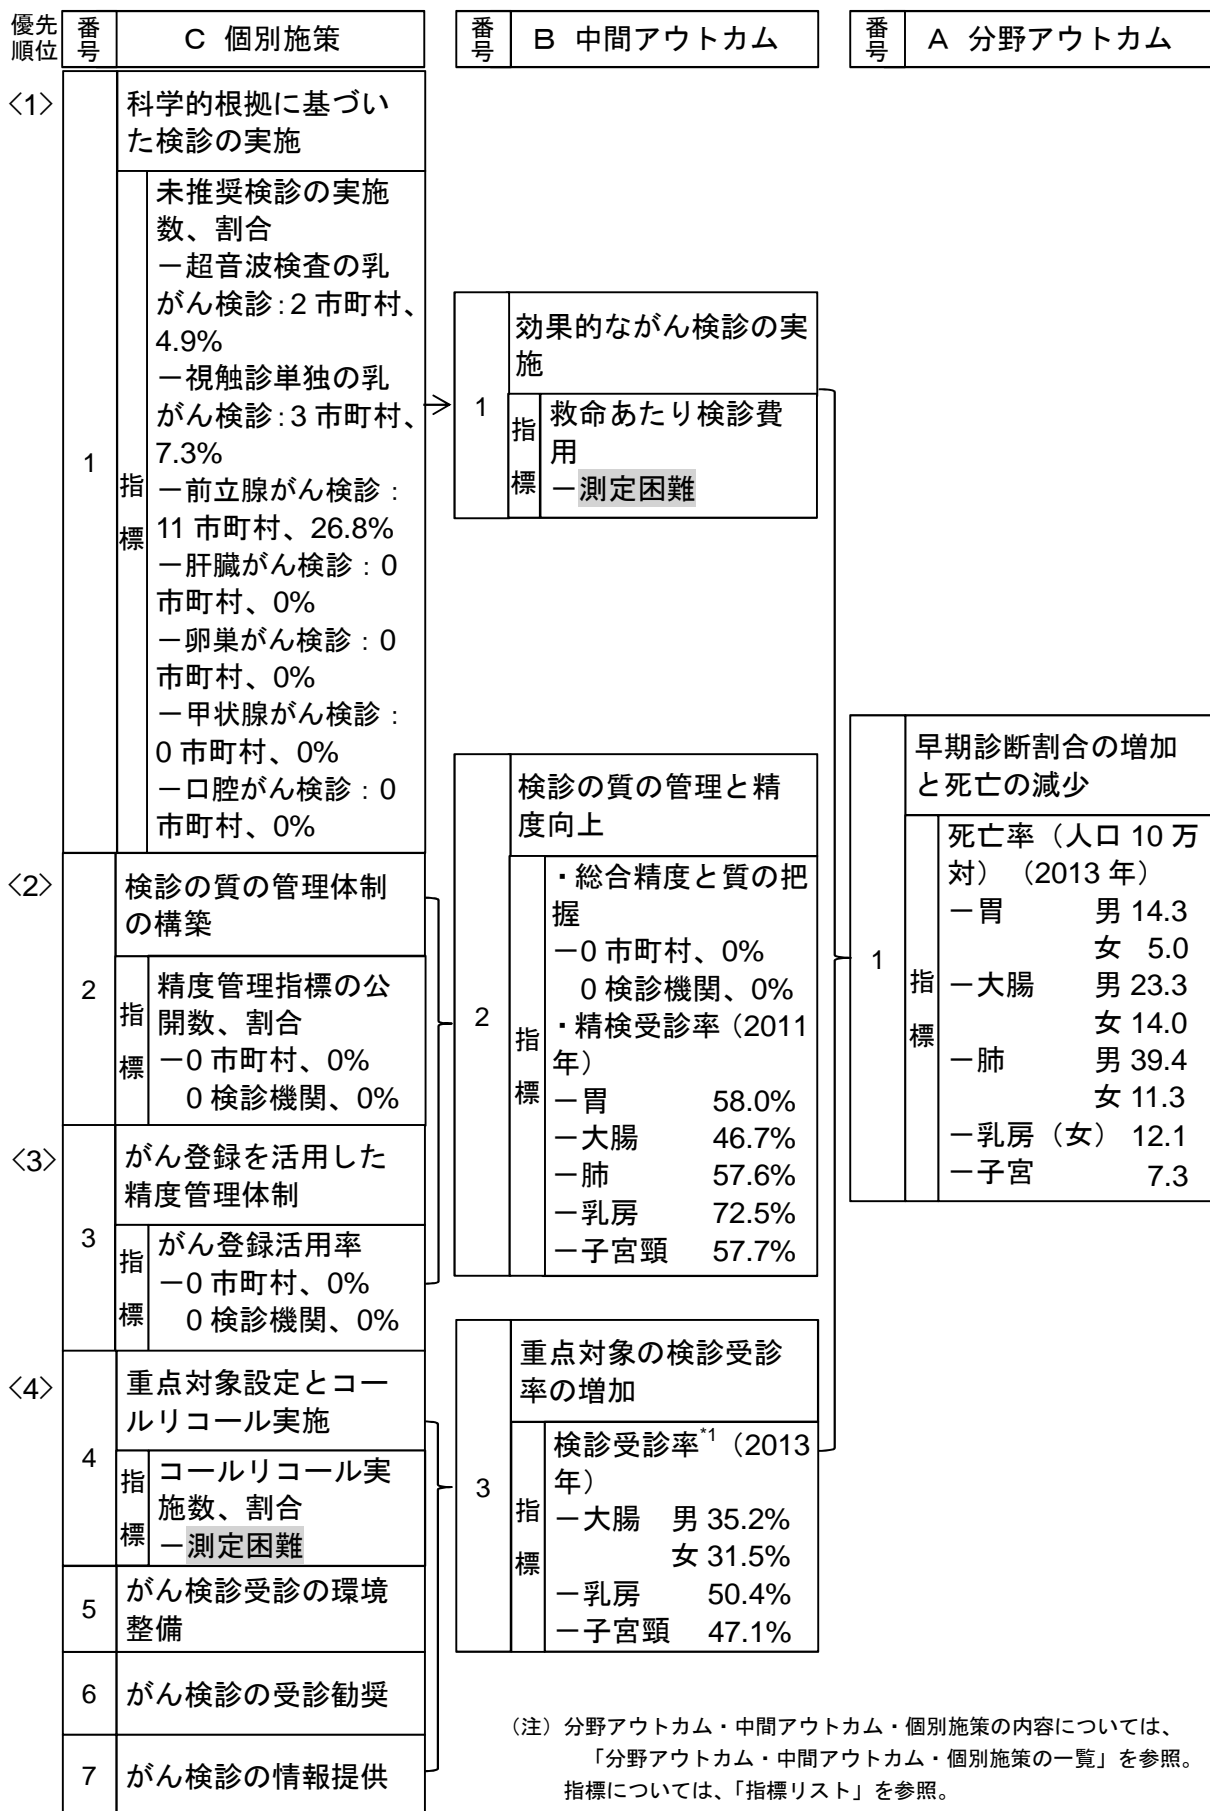 優先
順位
番号
C 個別施策
<1>
1
科学的根拠に基づい
た検診の実施
指標
未推奨検診の実施
数、割合
－超音波検査の乳
がん検診：2 市町村、
4.9%
－視触診単独の乳
がん検診：3 市町村、
7.3%
－前立腺がん検診：
11 市町村、26.8%
－肝臓がん検診：0
市町村、0%
－卵巣がん検診：0
市町村、0%
－甲状腺がん検診：
0 市町村、0%
－口腔がん検診：0
市町村、0%
<2>
2
検診の質の管理体制
の構築
指標
精度管理指標の公
開数、割合
－0 市町村、0%
0 検診機関、0%
<3>
3
がん登録を活用した
精度管理体制
指標
がん登録活用率
－0 市町村、0%
0 検診機関、0%
<4>
4
重点対象設定とコー
ルリコール実施
指標
コールリコール実
施数、割合
－測定困難
5
がん検診受診の環境
整備
6
がん検診の受診勧奨
7
がん検診の情報提供
番号
B 中間アウトカム
1
効果的ながん検診の実
施
指標
救命あたり検診費
用
－測定困難
2
検診の質の管理と精
度向上
指標
・総合精度と質の把
握
－0 市町村、0%
0 検診機関、0%
・精検受診率（2011
年）
－胃 58.0%
－大腸 46.7%
－肺 57.6%
－乳房 72.5%
－子宮頸 57.7%
3
重点対象の検診受診
率の増加
指標
検診受診率*1（2013
年）
－大腸 男 35.2%
女 31.5%
－乳房 50.4%
－子宮頸 47.1%
番号
A 分野アウトカム
1
早期診断割合の増加
と死亡の減少
指標
死亡率（人口 10 万
対）（2013 年）
－胃 男 14.3
女 5.0
－大腸 男 23.3
女 14.0
－肺 男 39.4
女 11.3
－乳房（女） 12.1
－子宮 7.3
（注）分野アウトカム・中間アウトカム・個別施策の内容については、
「分野アウトカム・中間アウトカム・個別施策の一覧」を参照。
指標については、「指標リスト」を参照。